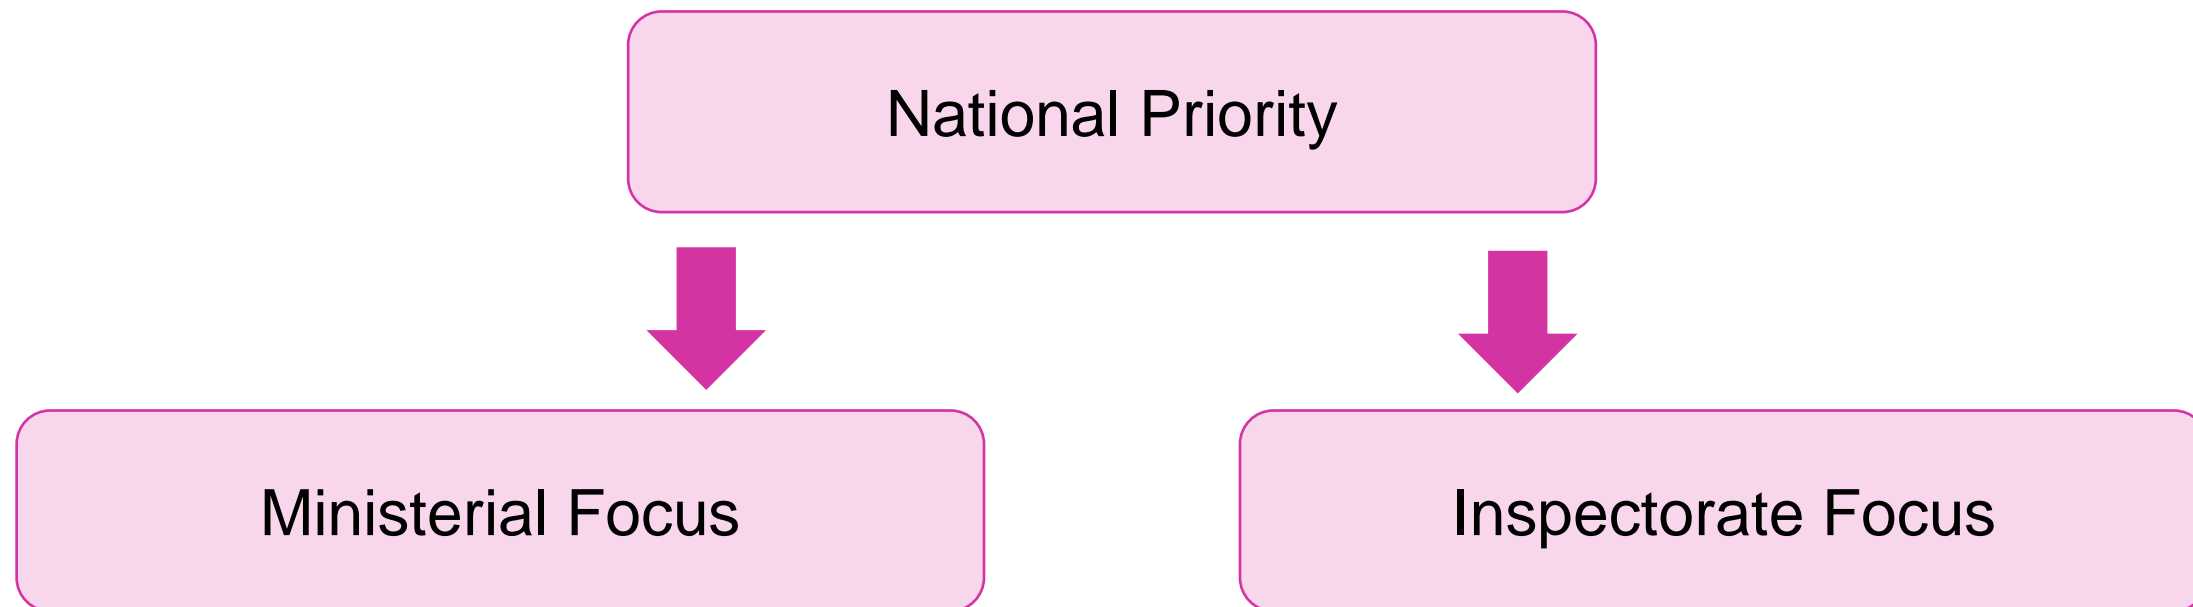 National Priority
Ministerial Focus
Inspectorate Focus